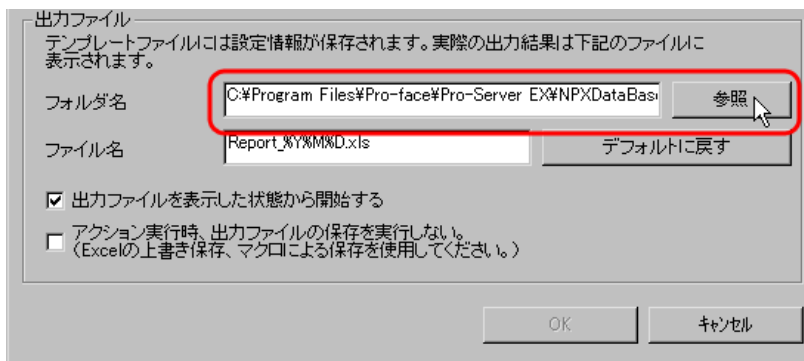 出力ファイル
テンプレートファイルには設定情報が保存されます。実際の出力結果は下記のファイルに
表示されます。
フォルダ名
C:¥Program Files¥Pro-face¥Pro-Server EX¥NPXDataBas
参照
ファイル名
Report_%Y%M%D.xls
デフォルトに戻す
出力ファイルを表示した状態から開始する
アクション実行時、出力ファイルの保存を実行しない。
(Excelの上書き保存、マクロによる保存を使用してください。)
OK
キャンセル